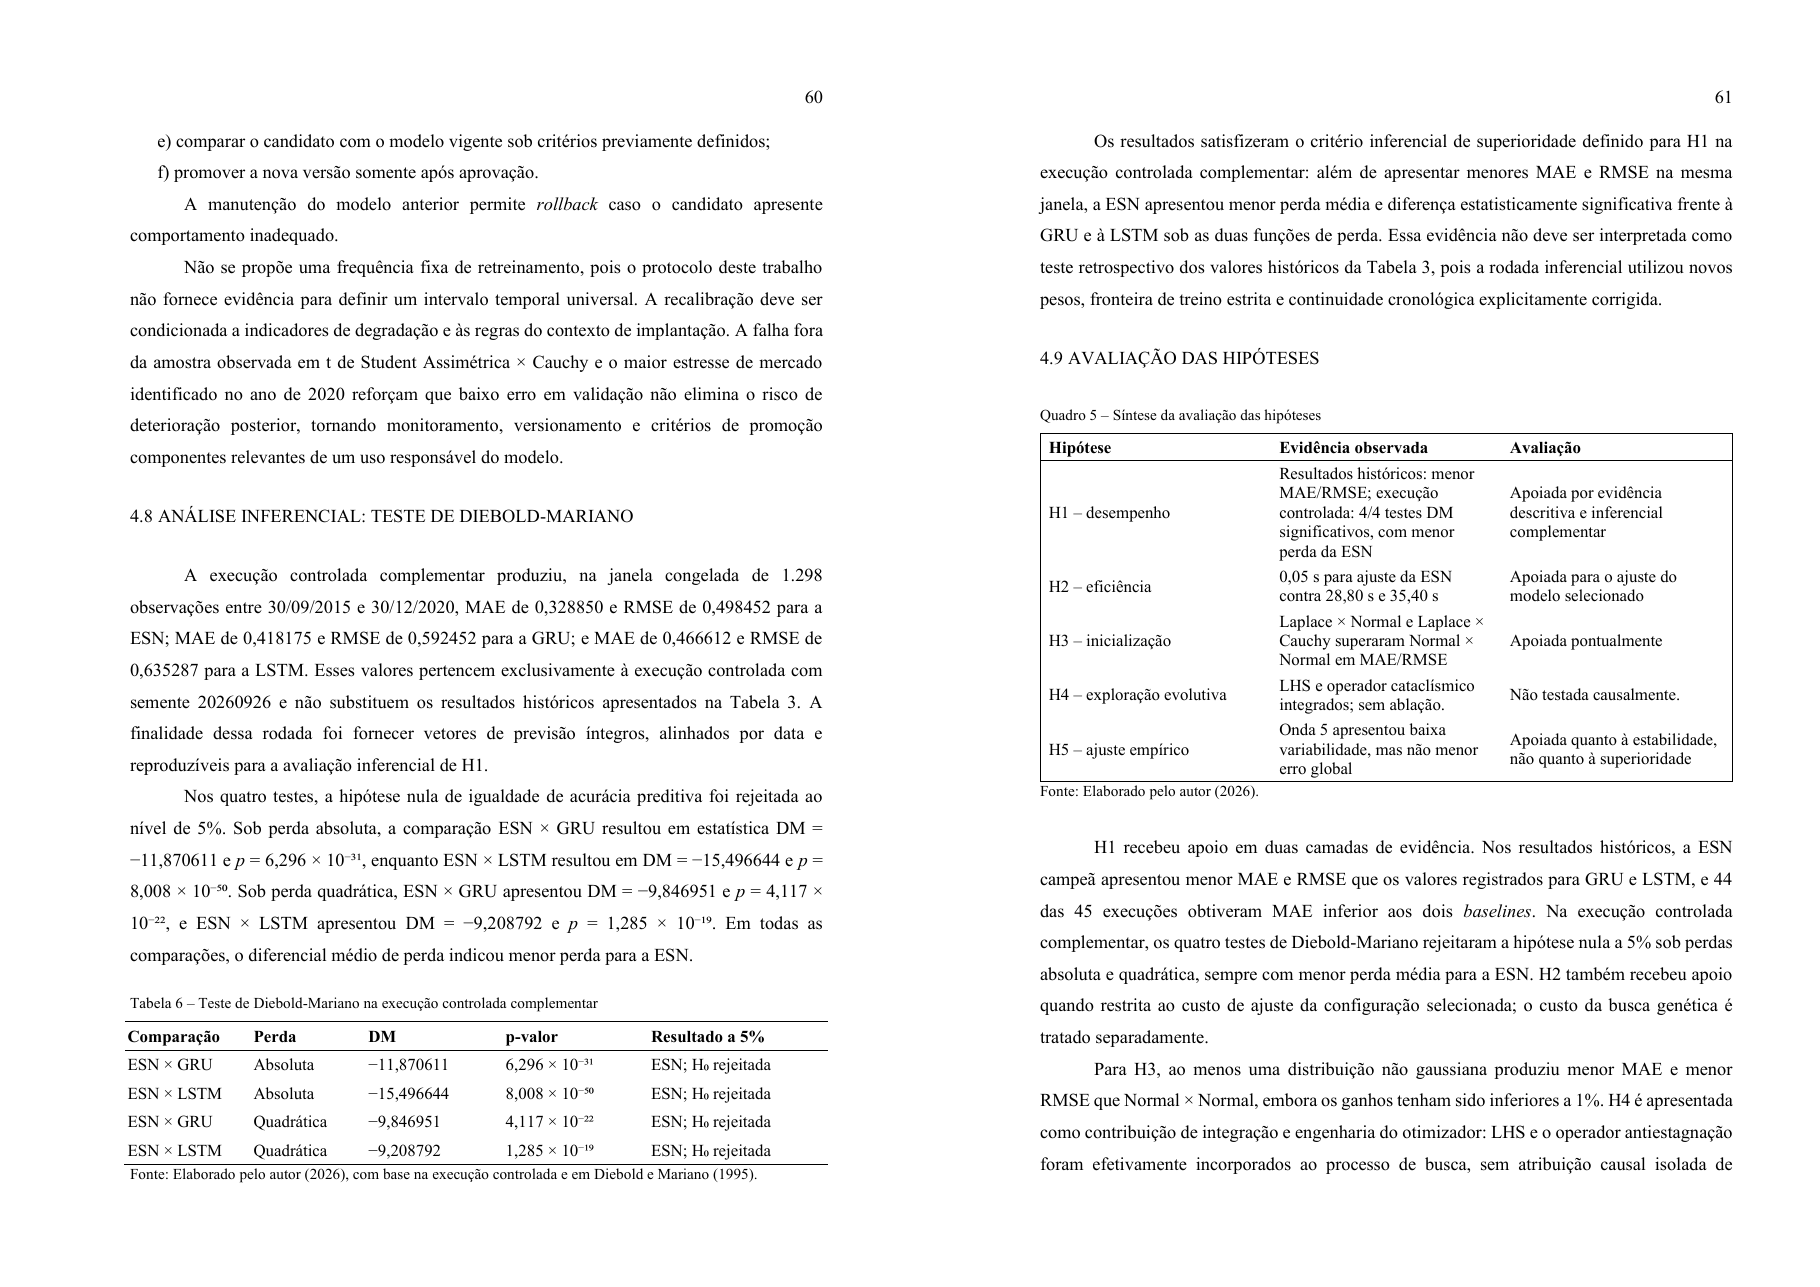 60
e) comparar o candidato com o modelo vigente sob critérios previamente definidos;
f) promover a nova versão somente após aprovação.
A manutenção do modelo anterior permite rollback caso o candidato apresente
comportamento inadequado.
Não se propõe uma frequência fixa de retreinamento, pois o protocolo deste trabalho
não fornece evidência para definir um intervalo temporal universal. A recalibração deve ser
condicionada a indicadores de degradação e às regras do contexto de implantação. A falha fora
da amostra observada em t de Student Assimétrica × Cauchy e o maior estresse de mercado
identificado no ano de 2020 reforçam que baixo erro em validação não elimina o risco de
deterioração posterior, tornando monitoramento, versionamento e critérios de promoção
componentes relevantes de um uso responsável do modelo.
4.8 ANÁLISE INFERENCIAL: TESTE DE DIEBOLD-MARIANO
A execução controlada complementar produziu, na janela congelada de 1.298
observações entre 30/09/2015 e 30/12/2020, MAE de 0,328850 e RMSE de 0,498452 para a
ESN; MAE de 0,418175 e RMSE de 0,592452 para a GRU; e MAE de 0,466612 e RMSE de
0,635287 para a LSTM. Esses valores pertencem exclusivamente à execução controlada com
semente 20260926 e não substituem os resultados históricos apresentados na Tabela 3. A
finalidade dessa rodada foi fornecer vetores de previsão íntegros, alinhados por data e
reproduzíveis para a avaliação inferencial de H1.
Nos quatro testes, a hipótese nula de igualdade de acurácia preditiva foi rejeitada ao
nível de 5%. Sob perda absoluta, a comparação ESN × GRU resultou em estatística DM =
−11,870611 e p = 6,296 × 10⁻³¹, enquanto ESN × LSTM resultou em DM = −15,496644 e p =
8,008 × 10⁻⁵⁰. Sob perda quadrática, ESN × GRU apresentou DM = −9,846951 e p = 4,117 ×
10⁻²², e ESN × LSTM apresentou DM = −9,208792 e p = 1,285 × 10⁻¹⁹. Em todas as
comparações, o diferencial médio de perda indicou menor perda para a ESN.
Tabela 6 – Teste de Diebold-Mariano na execução controlada complementar
Comparação Perda DM p-valor Resultado a 5%
ESN × GRU Absoluta −11,870611 6,296 × 10⁻³¹ ESN; H₀ rejeitada
ESN × LSTM Absoluta −15,496644 8,008 × 10⁻⁵⁰ ESN; H₀ rejeitada
ESN × GRU Quadrática −9,846951 4,117 × 10⁻²² ESN; H₀ rejeitada
ESN × LSTM Quadrática −9,208792 1,285 × 10⁻¹⁹ ESN; H₀ rejeitada
Fonte: Elaborado pelo autor (2026), com base na execução controlada e em Diebold e Mariano (1995).
61
Os resultados satisfizeram o critério inferencial de superioridade definido para H1 na
execução controlada complementar: além de apresentar menores MAE e RMSE na mesma
janela, a ESN apresentou menor perda média e diferença estatisticamente significativa frente à
GRU e à LSTM sob as duas funções de perda. Essa evidência não deve ser interpretada como
teste retrospectivo dos valores históricos da Tabela 3, pois a rodada inferencial utilizou novos
pesos, fronteira de treino estrita e continuidade cronológica explicitamente corrigida.
4.9 AVALIAÇÃO DAS HIPÓTESES
Quadro 5 – Síntese da avaliação das hipóteses
Hipótese Evidência observada Avaliação
H1 – desempenho
Resultados históricos: menor
MAE/RMSE; execução
controlada: 4/4 testes DM
significativos, com menor
perda da ESN
Apoiada por evidência
descritiva e inferencial
complementar
H2 – eficiência
0,05 s para ajuste da ESN
contra 28,80 s e 35,40 s
Apoiada para o ajuste do
modelo selecionado
H3 – inicialização
Laplace × Normal e Laplace ×
Cauchy superaram Normal ×
Normal em MAE/RMSE
Apoiada pontualmente
H4 – exploração evolutiva
LHS e operador cataclísmico
integrados; sem ablação.
Não testada causalmente.
H5 – ajuste empírico
Onda 5 apresentou baixa
variabilidade, mas não menor
erro global
Apoiada quanto à estabilidade,
não quanto à superioridade
Fonte: Elaborado pelo autor (2026).
H1 recebeu apoio em duas camadas de evidência. Nos resultados históricos, a ESN
campeã apresentou menor MAE e RMSE que os valores registrados para GRU e LSTM, e 44
das 45 execuções obtiveram MAE inferior aos dois baselines. Na execução controlada
complementar, os quatro testes de Diebold-Mariano rejeitaram a hipótese nula a 5% sob perdas
absoluta e quadrática, sempre com menor perda média para a ESN. H2 também recebeu apoio
quando restrita ao custo de ajuste da configuração selecionada; o custo da busca genética é
tratado separadamente.
Para H3, ao menos uma distribuição não gaussiana produziu menor MAE e menor
RMSE que Normal × Normal, embora os ganhos tenham sido inferiores a 1%. H4 é apresentada
como contribuição de integração e engenharia do otimizador: LHS e o operador antiestagnação
foram efetivamente incorporados ao processo de busca, sem atribuição causal isolada de